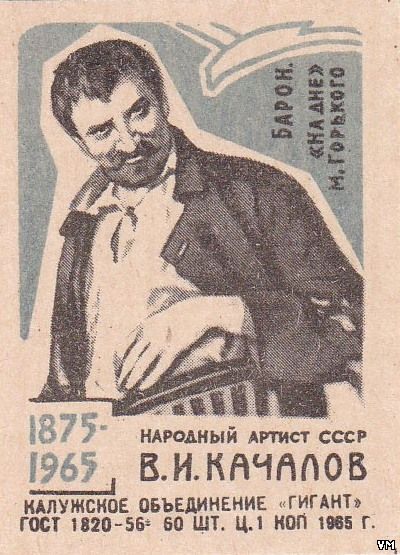 БАРОН.
«НА ДНЕ»
М. ГОРЬКОГО
1875-
1965
НАРОДНЫЙ АРТИСТ СССР
В.И.КАЧАЛОВ
КАЛУЖСКОЕ ОБЪЕДИНЕНИЕ «ГИГАНТ»
ГОСТ 1820-56* 60 ШТ. Ц.1 КОП 1965 г.
VM